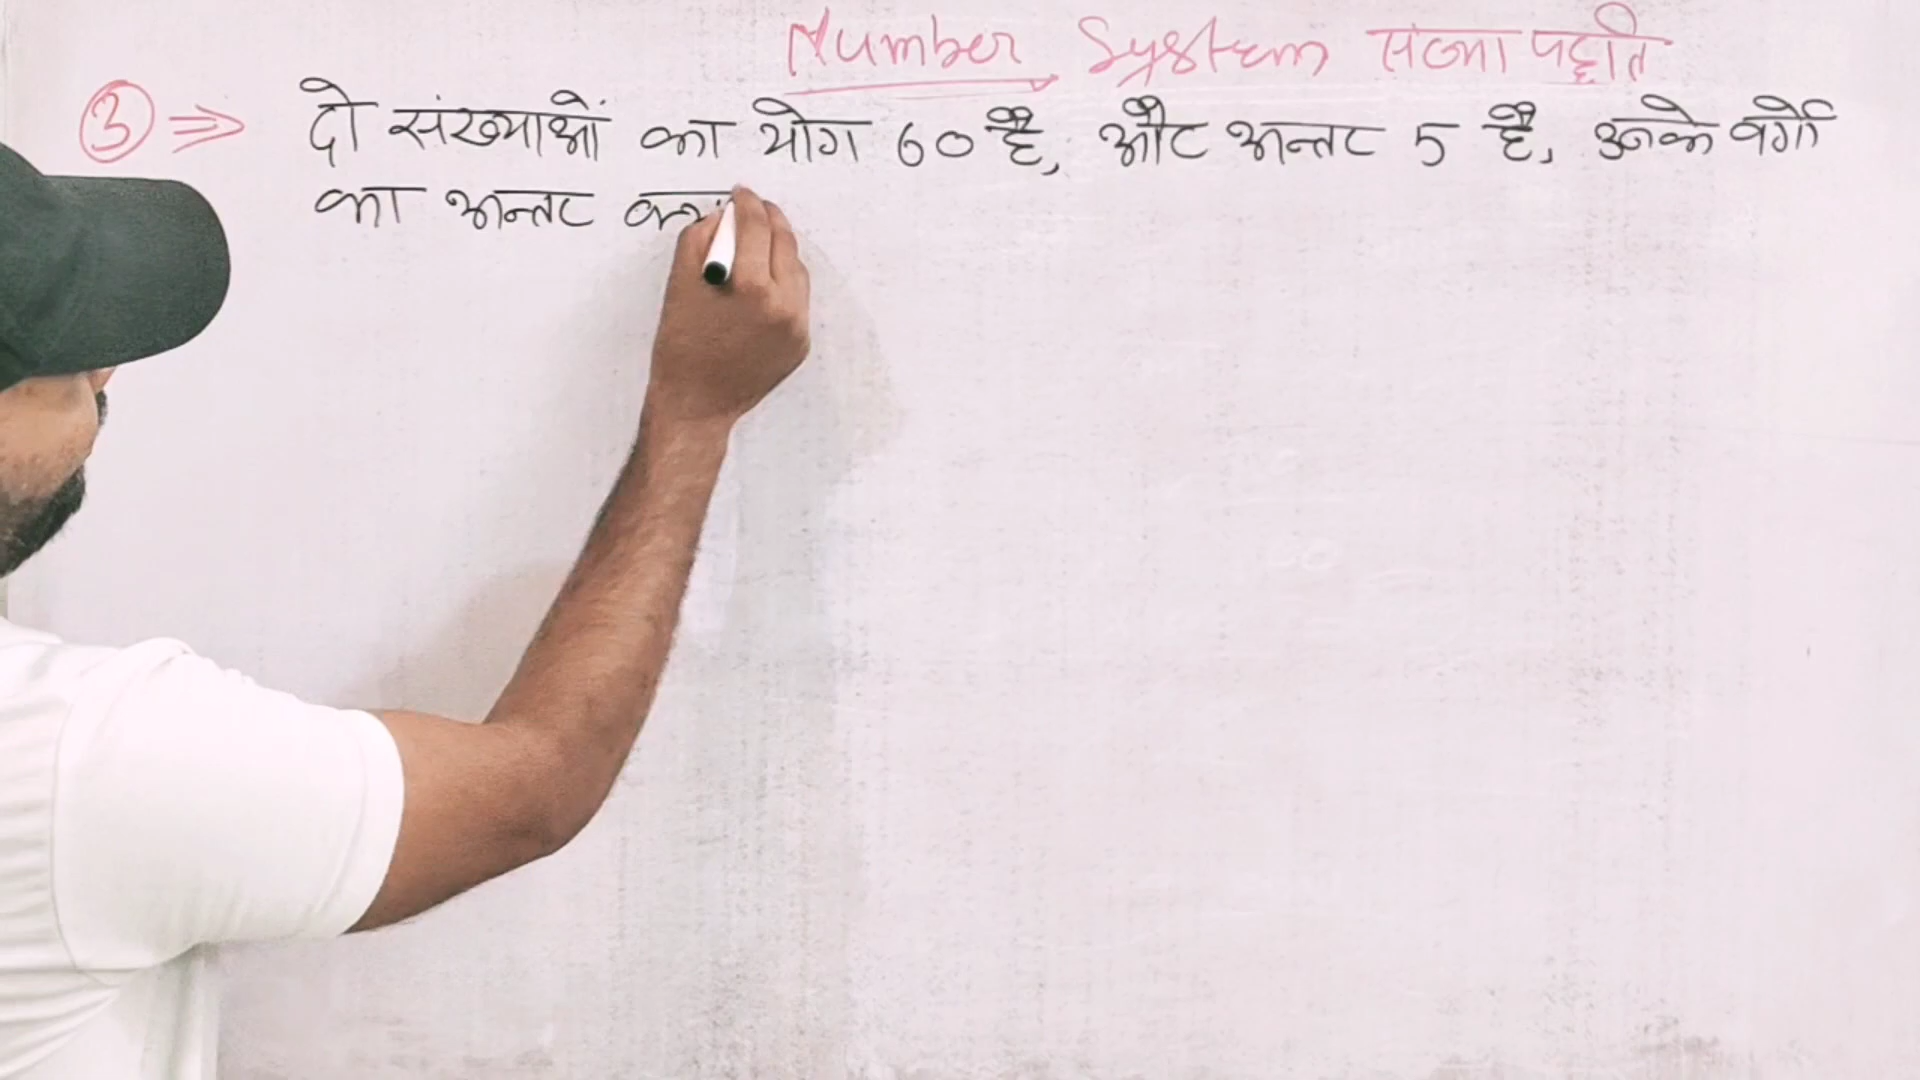 Number System संख्या पद्धति
③ ⇒ दो संख्याओं का योग 60 है, और अन्तर 5 है, उनके वर्गो
का अन्तर क्या